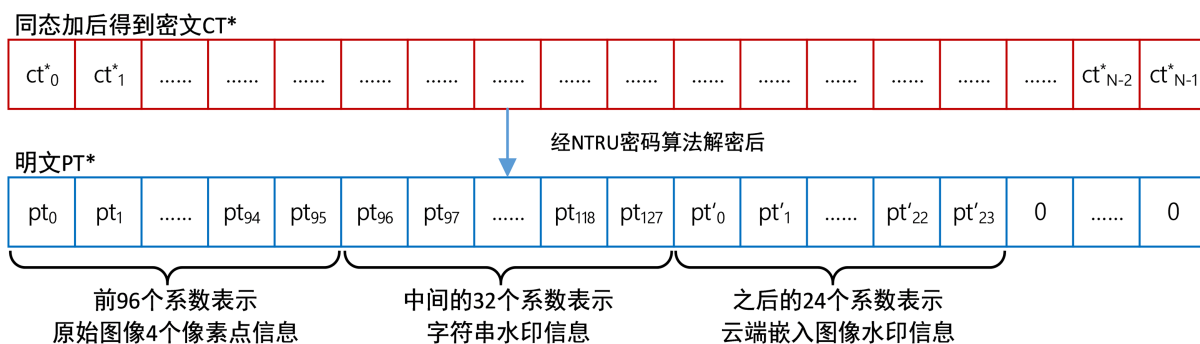 同态加后得到密文CT*
ct*0 ct*1 ...... ...... ...... ...... ...... ...... ...... ...... ...... ...... ...... ...... ...... ...... ct*N-2 ct*N-1
经NTRU密码算法解密后
明文PT*
pt0 pt1 ...... pt94 pt95 pt96 pt97 ...... pt118 pt127 pt′0 pt′1 ...... pt′22 pt′23 0 ...... 0
前96个系数表示 中间的32个系数表示 之后的24个系数表示
原始图像4个像素点信息 字符串水印信息 云端嵌入图像水印信息